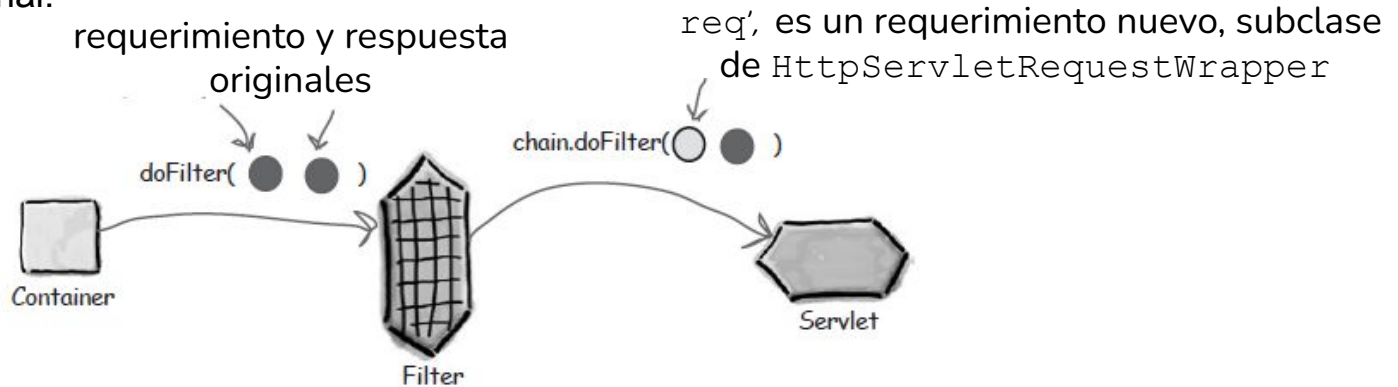 requerimiento y respuesta
originales
req’, es un requerimiento nuevo, subclase
de HttpServletRequestWrapper
doFilter( )
chain.doFilter( )
Container
Filter
Servlet